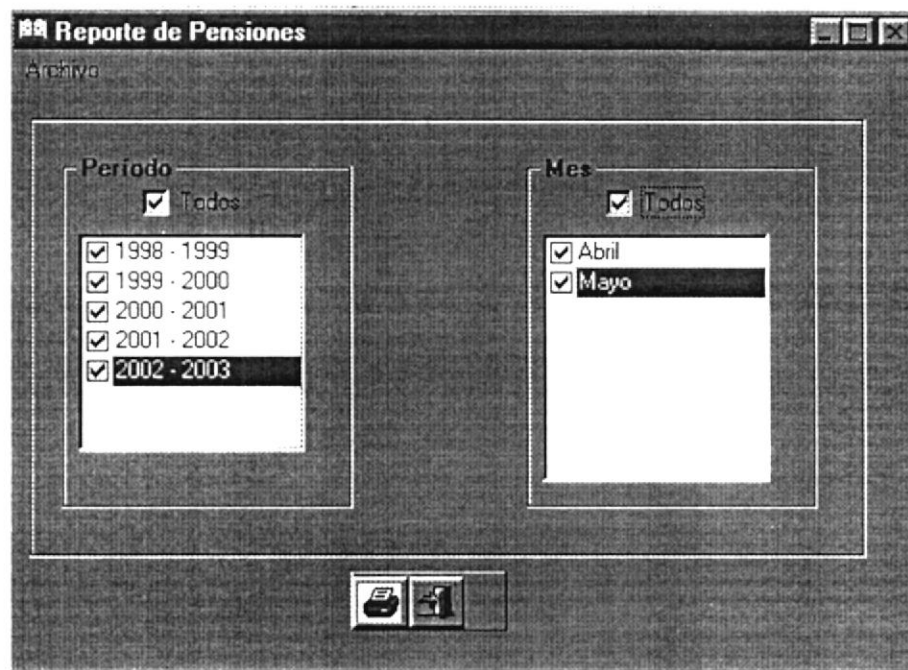 Reporte de Pensiones
Archivo
Período
Todos
1998 - 1999
1999 - 2000
2000 - 2001
2001 - 2002
2002 - 2003
Mes
Todos
Abril
Mayo